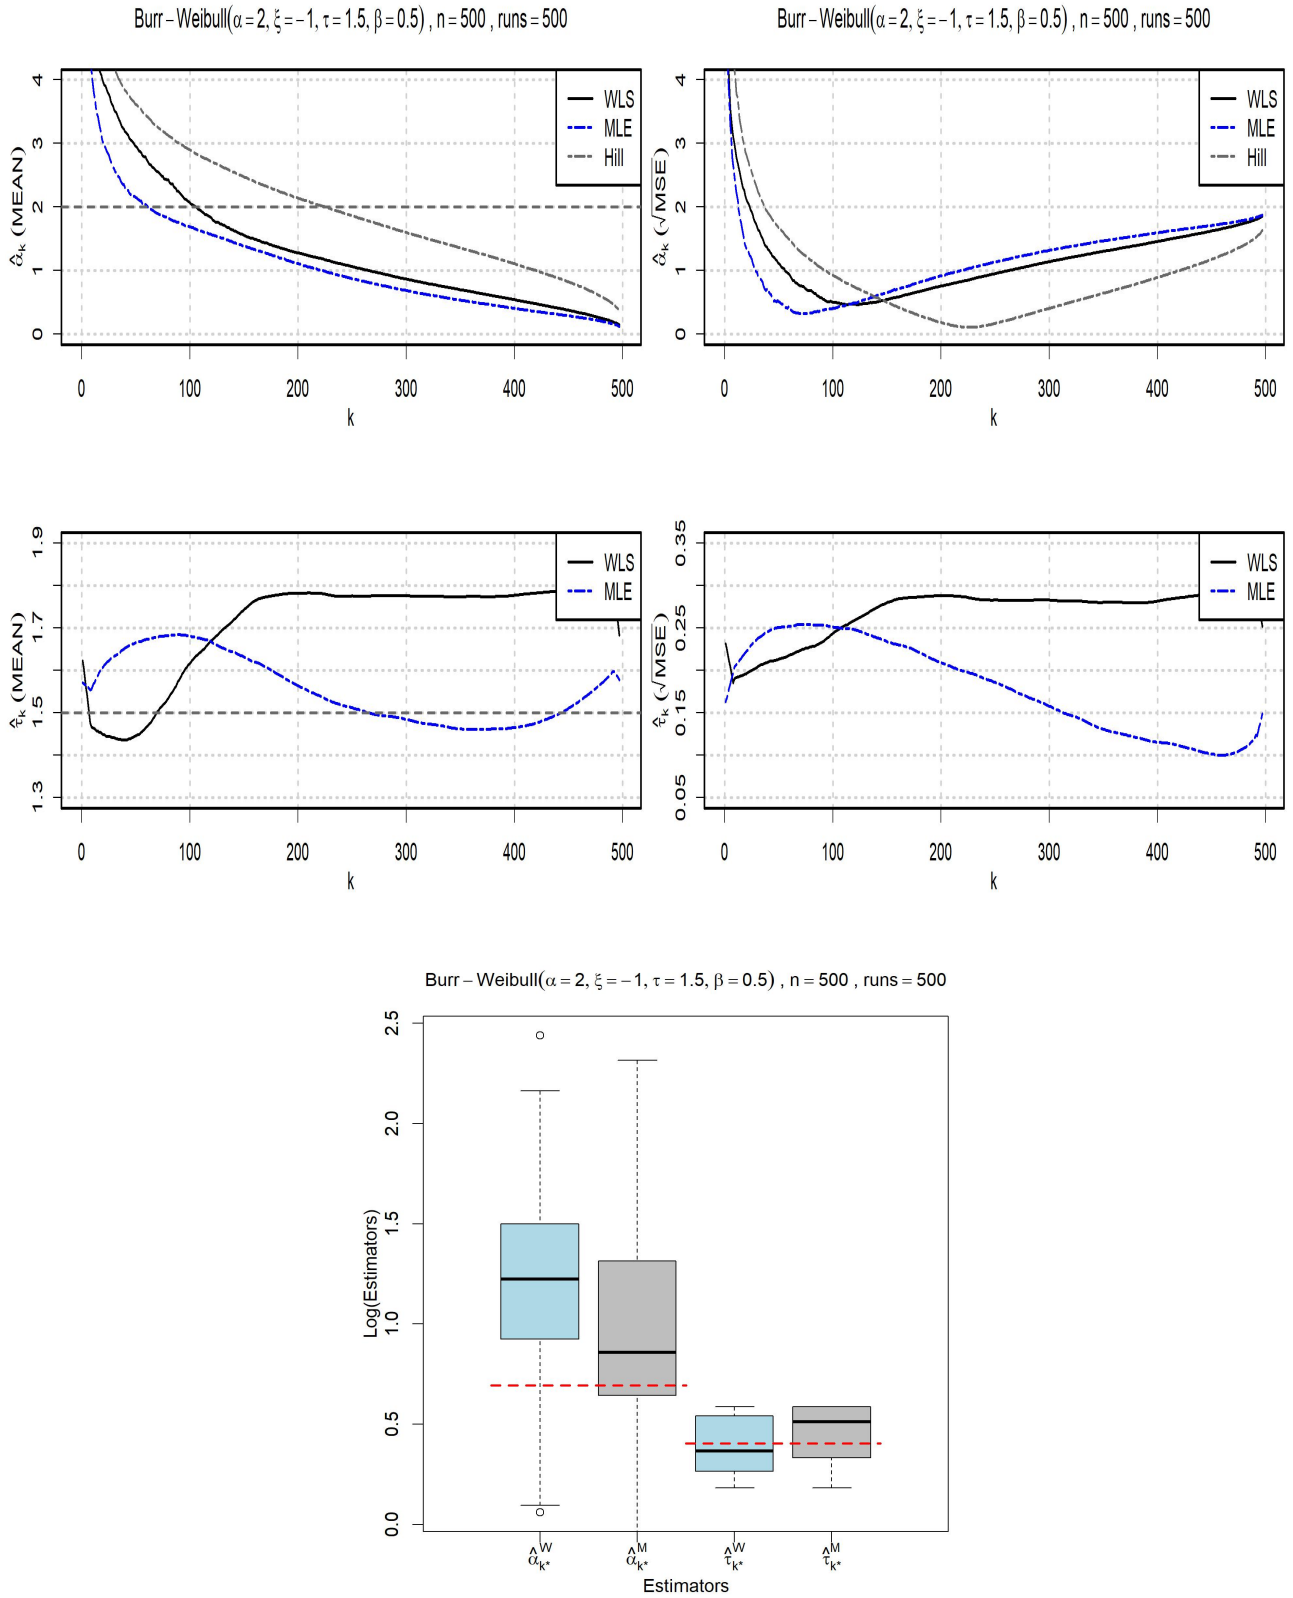 Burr – Weibull(α = 2, ξ = −1, τ = 1.5, β = 0.5) , n = 500 , runs = 500
α̂k (MEAN)
4
3
2
1
0
WLS
MLE
Hill
0 100 200 300 400 500
k
Burr – Weibull(α = 2, ξ = −1, τ = 1.5, β = 0.5) , n = 500 , runs = 500
α̂k (√MSE)
4
3
2
1
0
WLS
MLE
Hill
0 100 200 300 400 500
k
τ̂k (MEAN)
1.9
1.7
1.5
1.3
WLS
MLE
0 100 200 300 400 500
k
τ̂k (√MSE)
0.35
0.25
0.15
0.05
WLS
MLE
0 100 200 300 400 500
k
Burr – Weibull(α = 2, ξ = −1, τ = 1.5, β = 0.5) , n = 500 , runs = 500
Log(Estimators)
2.5
2.0
1.5
1.0
0.5
0.0
α̂k*W α̂k*M τ̂k*W τ̂k*M
Estimators